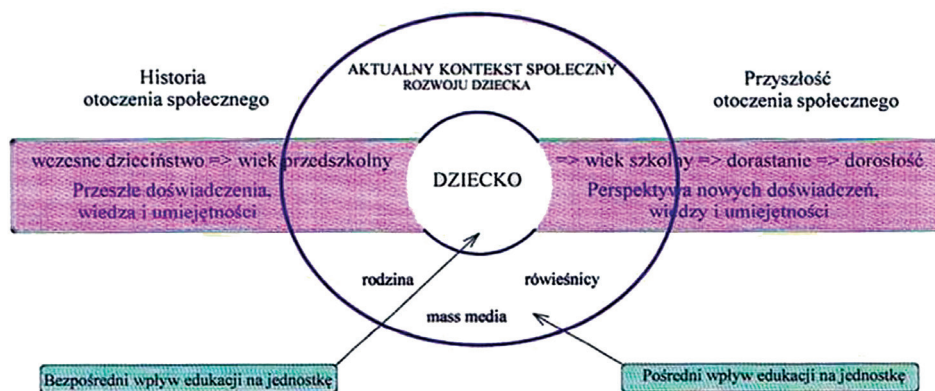 AKTUALNY KONTEKST SPOŁECZNY
ROZWOJU DZIECKA
Historia
otoczenia społecznego
Przyszłość
otoczenia społecznego
wczesne dzieciństwo => wiek przedszkolny
Przeszłe doświadczenia,
wiedza i umiejętności
DZIECKO
=> wiek szkolny => dorastanie => dorosłość
Perspektywa nowych doświadczeń,
wiedzy i umiejętności
rodzina
rówieśnicy
mass media
Bezpośredni wpływ edukacji na jednostkę
Pośredni wpływ edukacji na jednostkę